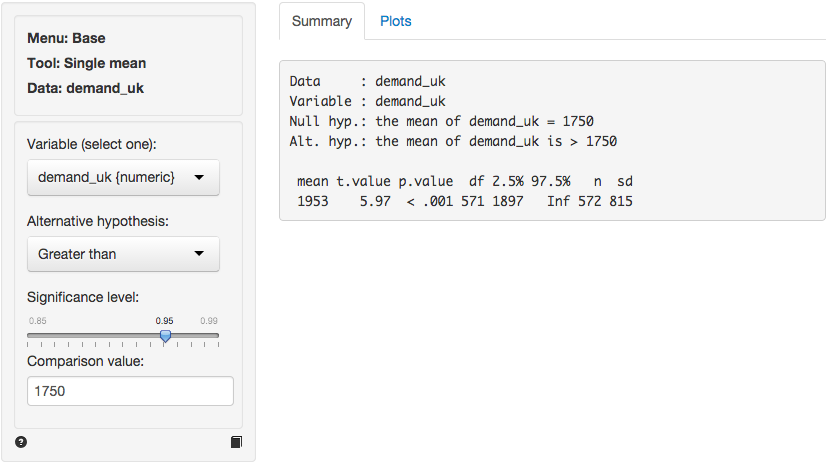 Menu: Base
Tool: Single mean
Data: demand_uk
Variable (select one):
demand_uk {numeric}
Alternative hypothesis:
Greater than
Significance level:
0.85 0.95 0.99
Comparison value:
1750
Summary Plots
Data     : demand_uk
Variable : demand_uk
Null hyp.: the mean of demand_uk = 1750
Alt. hyp.: the mean of demand_uk is > 1750
 mean t.value p.value  df 2.5% 97.5%   n  sd
 1953    5.97  < .001 571 1897   Inf 572 815